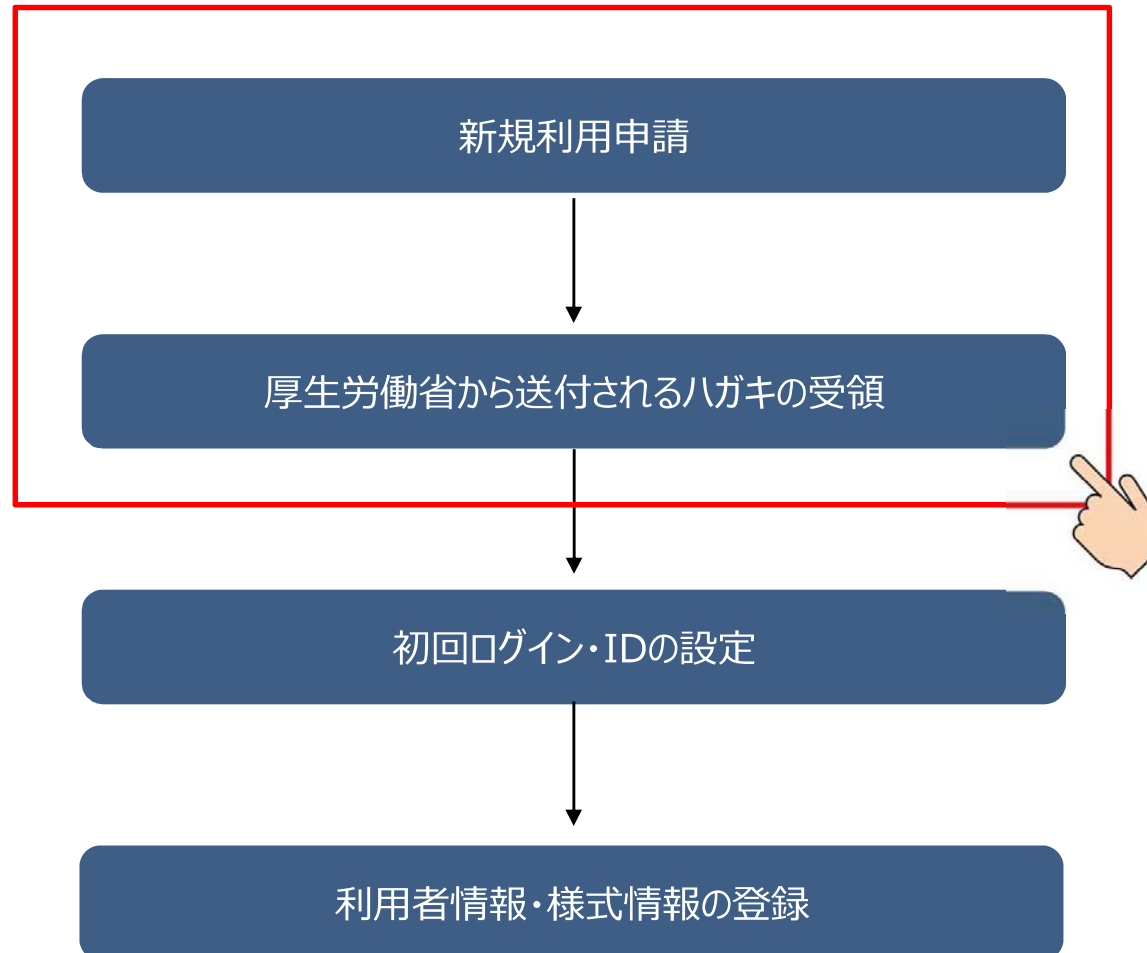 新規利用申請
厚生労働省から送付されるハガキの受領
初回ログイン・IDの設定
利用者情報・様式情報の登録